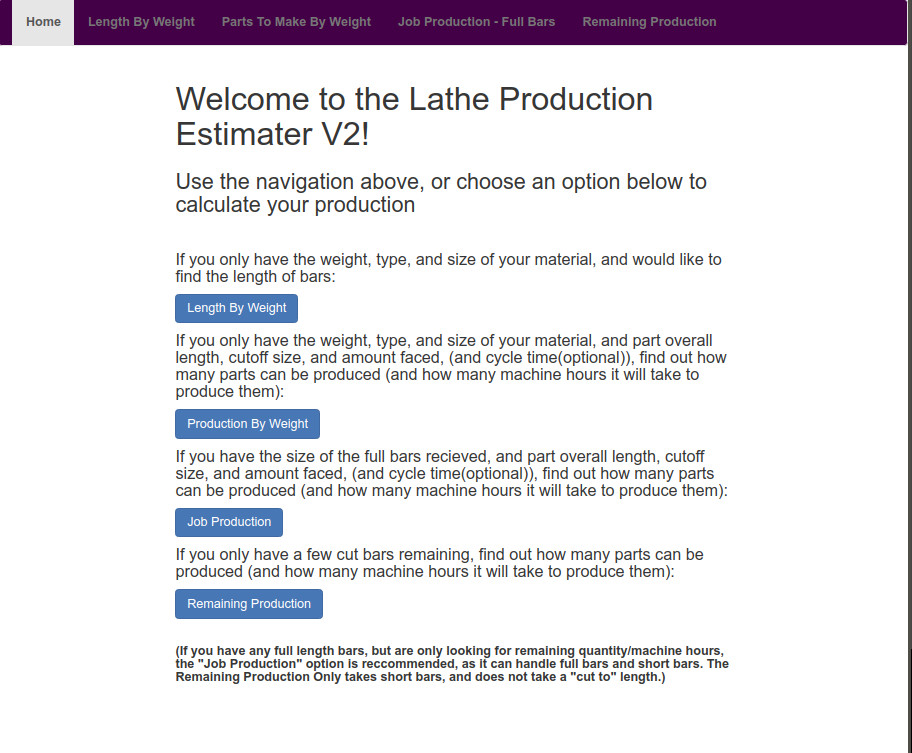 Home Length By Weight Parts To Make By Weight Job Production - Full Bars Remaining Production
Welcome to the Lathe Production
Estimater V2!
Use the navigation above, or choose an option below to
calculate your production
If you only have the weight, type, and size of your material, and would like to
find the length of bars:
Length By Weight
If you only have the weight, type, and size of your material, and part overall
length, cutoff size, and amount faced, (and cycle time(optional)), find out how
many parts can be produced (and how many machine hours it will take to
produce them):
Production By Weight
If you have the size of the full bars recieved, and part overall length, cutoff
size, and amount faced, (and cycle time(optional)), find out how many parts
can be produced (and how many machine hours it will take to produce them):
Job Production
If you only have a few cut bars remaining, find out how many parts can be
produced (and how many machine hours it will take to produce them):
Remaining Production
(If you have any full length bars, but are only looking for remaining quantity/machine hours,
the "Job Production" option is reccommended, as it can handle full bars and short bars. The
Remaining Production Only takes short bars, and does not take a "cut to" length.)